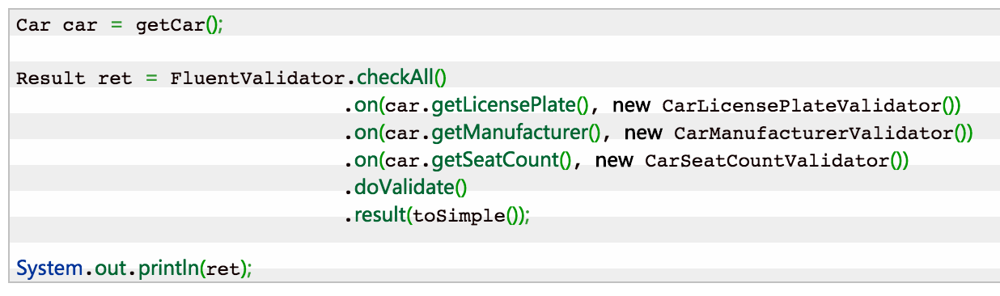 Car car = getCar();
Result ret = FluentValidator.checkAll()
.on(car.getLicensePlate(), new CarLicensePlateValidator())
.on(car.getManufacturer(), new CarManufacturerValidator())
.on(car.getSeatCount(), new CarSeatCountValidator())
.doValidate()
.result(toSimple());
System.out.println(ret);